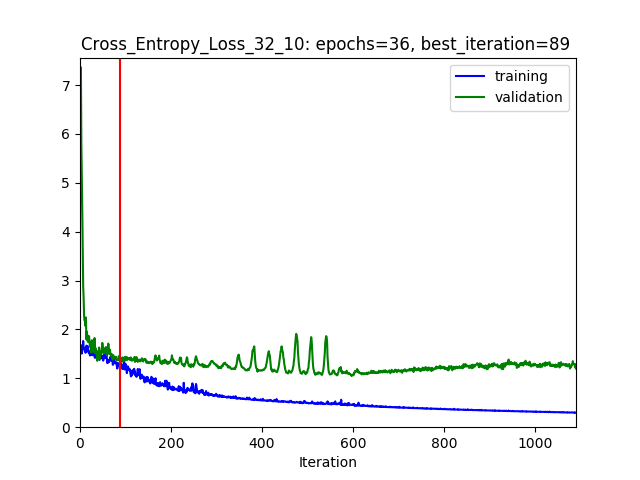 Cross_Entropy_Loss_32_10: epochs=36, best_iteration=89
training
validation
7
6
5
4
3
2
1
0
0 200 400 600 800 1000
Iteration